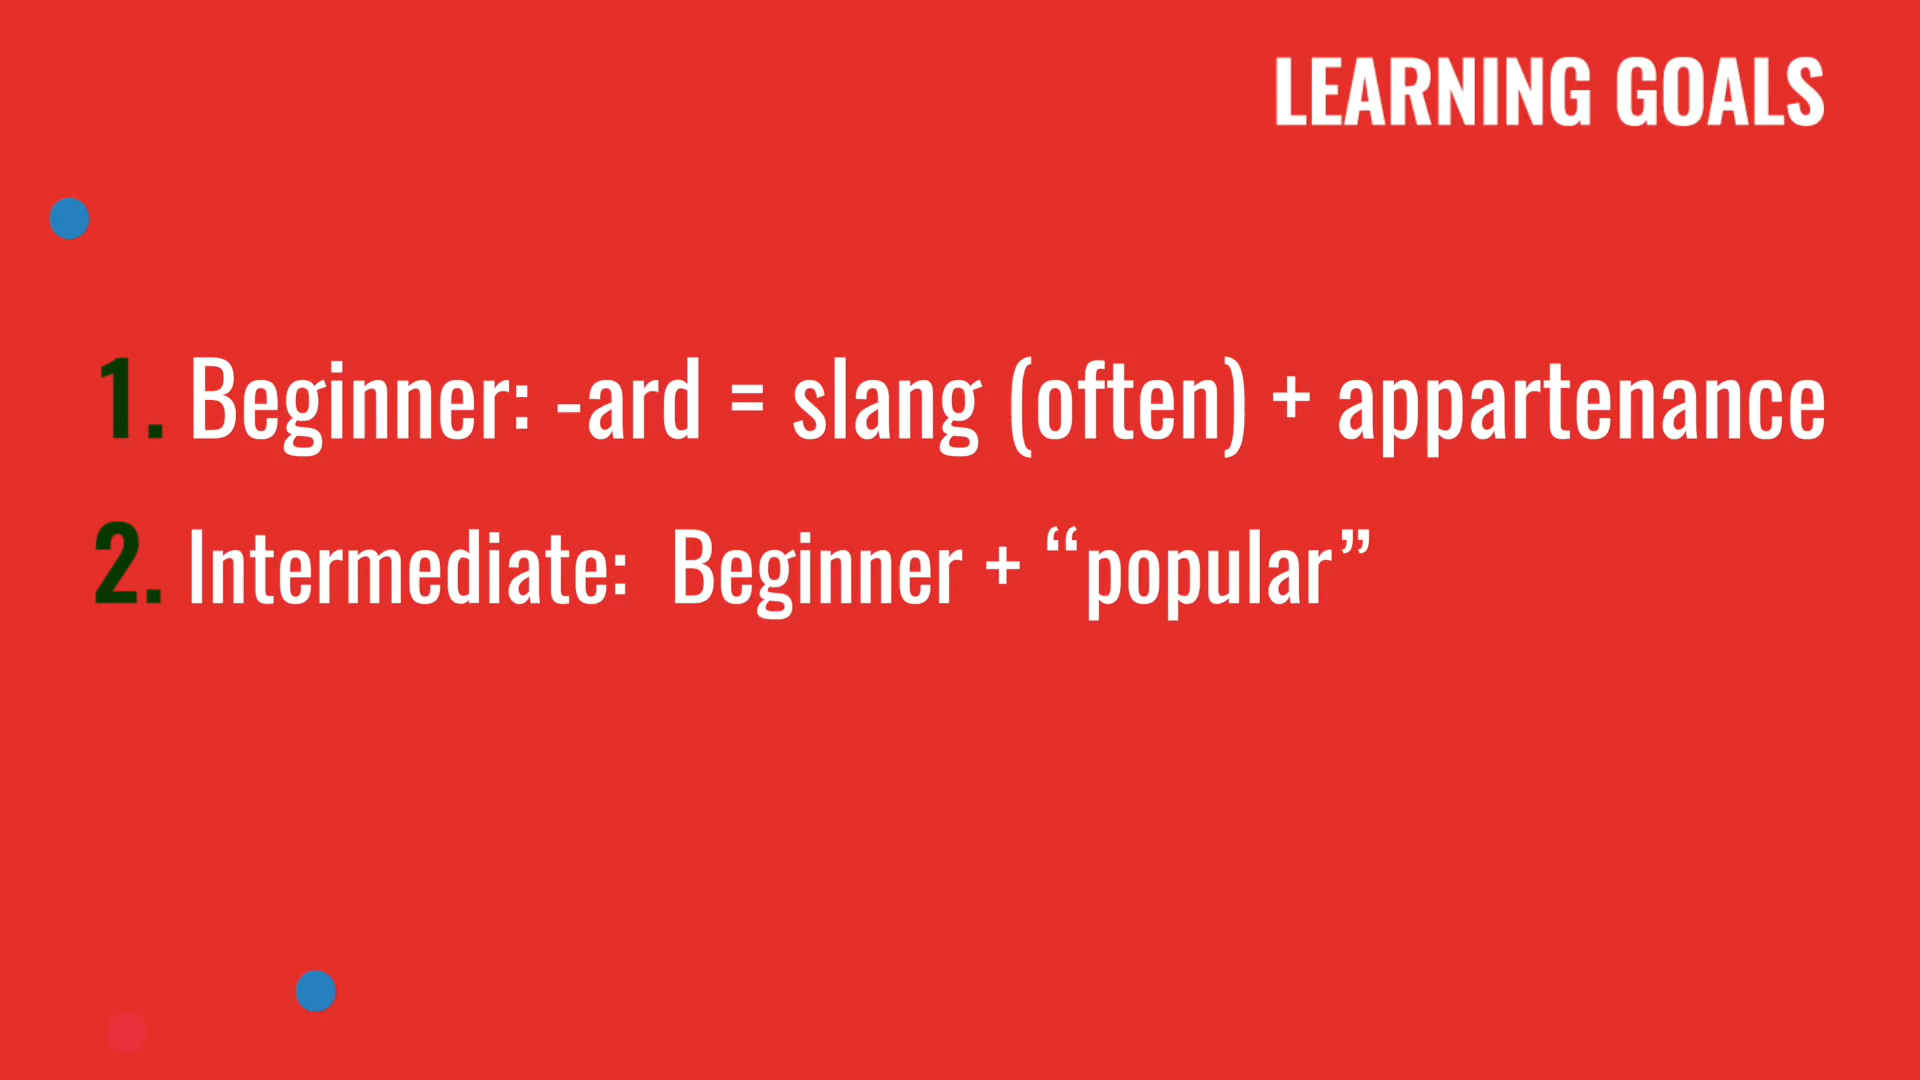 LEARNING GOALS
1. Beginner: -ard = slang (often) + appartenance
2. Intermediate:  Beginner + “popular”